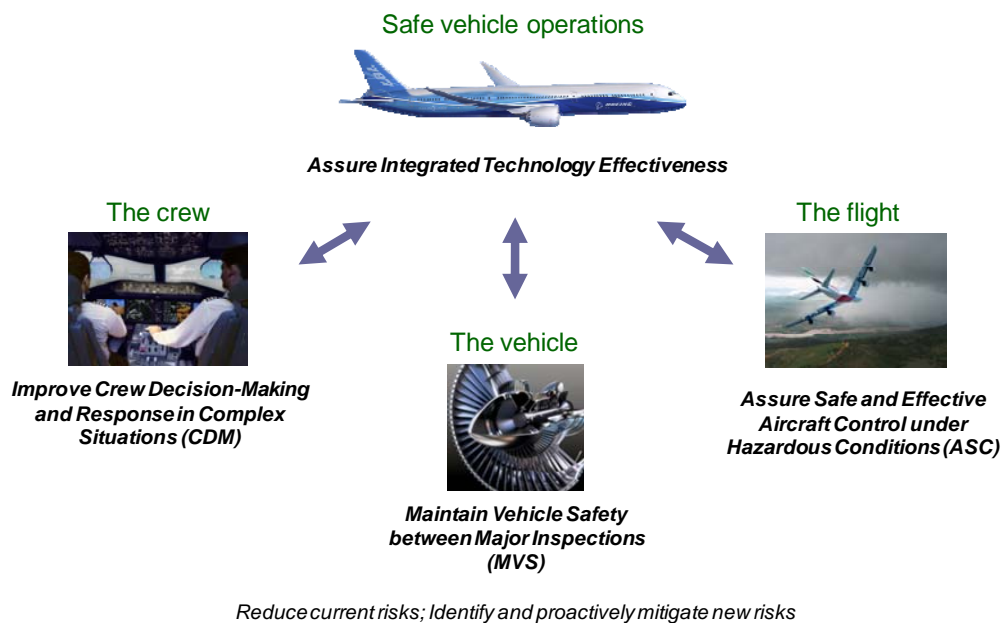 Safe vehicle operations
BOEING
Assure Integrated Technology Effectiveness
The crew
The flight
The vehicle
Improve Crew Decision-Making
and Response in Complex
Situations (CDM)
Assure Safe and Effective
Aircraft Control under
Hazardous Conditions (ASC)
Maintain Vehicle Safety
between Major Inspections
(MVS)
Reduce current risks; Identify and proactively mitigate new risks